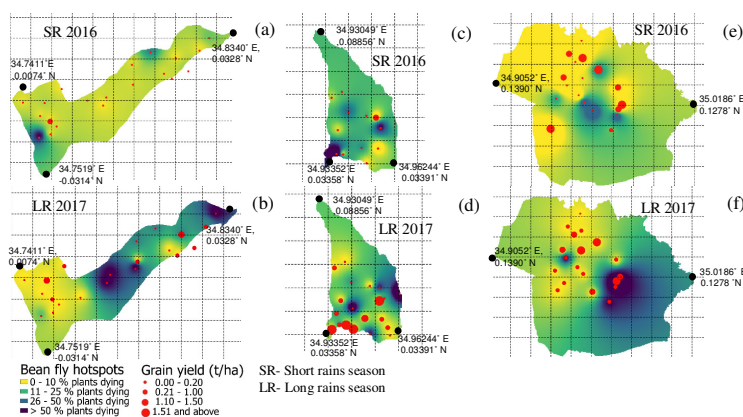 SR 2016
(a)
34.8340° E,
0.0328° N
34.7411° E
0.0074° N
34.7519° E
-0.0314° N
34.93049° E
0.08856° N
(c)
SR 2016
34.93352° E
0.03358° N
34.96244° E
0.03391° N
SR 2016
(e)
34.9052° E,
0.1390° N
35.0186° E
0.1278° N
LR 2017
(b)
34.8340° E,
0.0328° N
34.7411° E
0.0074° N
34.7519° E
-0.0314° N
34.93049° E
0.08856° N
(d)
LR 2017
34.93352° E
0.03358° N
34.96244° E
0.03391° N
LR 2017
(f)
34.9052° E,
0.1390° N
35.0186° E
0.1278° N
Bean fly hotspots
0 - 10 % plants dying
11 - 25 % plants dying
26 - 50 % plants dying
> 50 % plants dying
Grain yield (t/ha)
0.00 - 0.20
0.21 - 1.00
1.10 - 1.50
1.51 and above
SR- Short rains season
LR- Long rains season